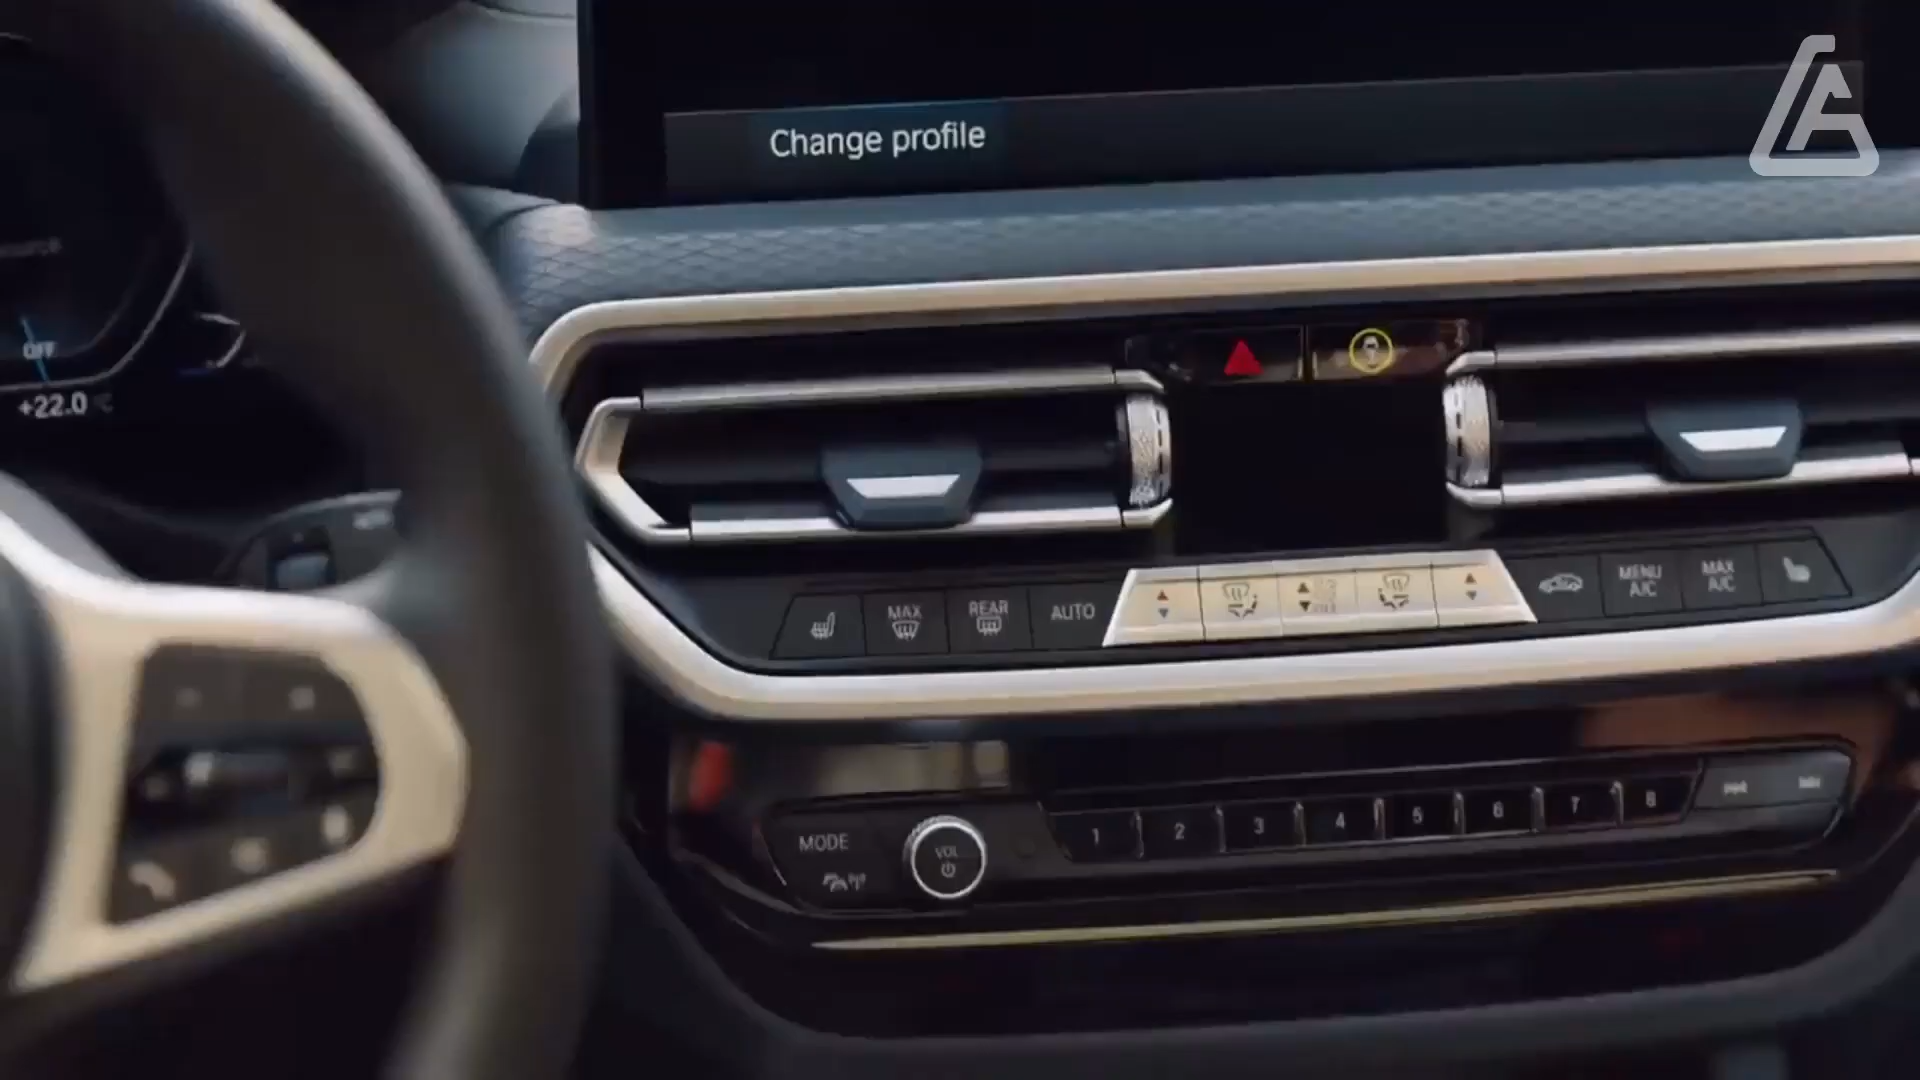 Change profile
OFF
+22.0 °C
MAX
REAR
AUTO
MENU
A/C
MAX
A/C
MODE
VOL
1
2
3
4
5
6
7
8